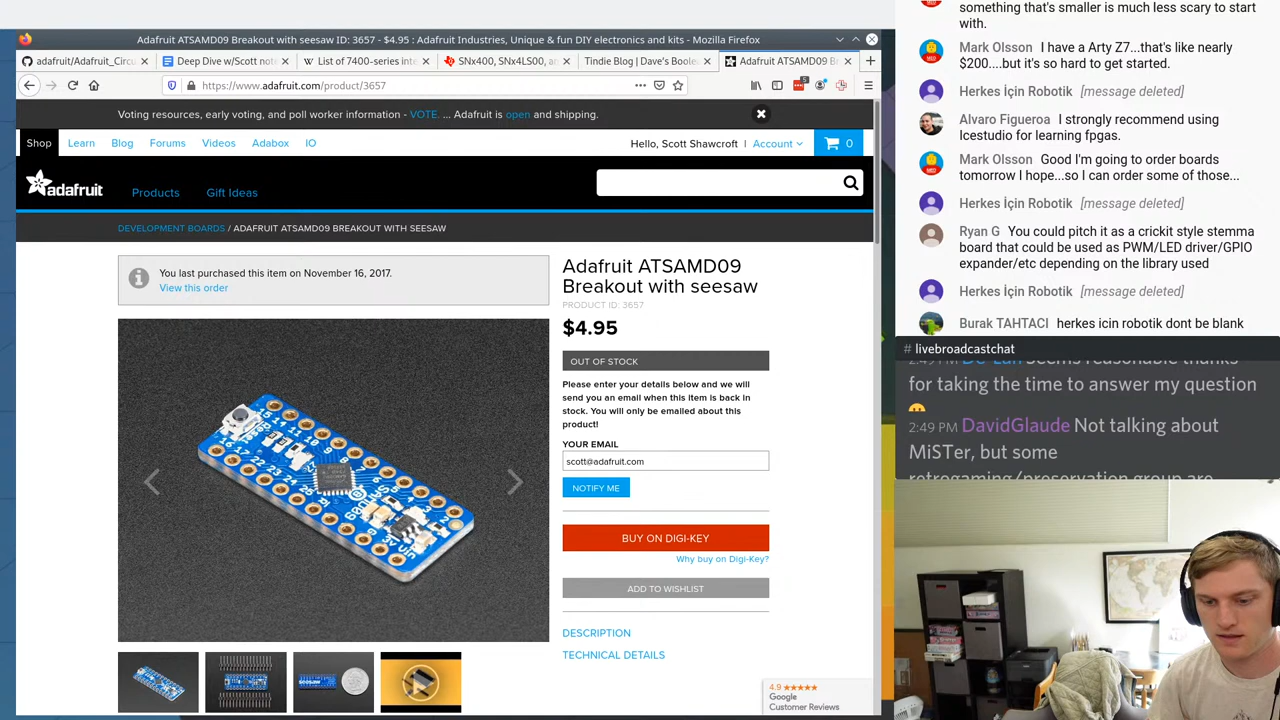 Adafruit ATSAMD09 Breakout with seesaw ID: 3657 - $4.95 : Adafruit Industries, Unique & fun DIY electronics and kits - Mozilla Firefox
adafruit/Adafruit_Circu
Deep Dive w/Scott note
List of 7400-series inte
SNx400, SNx4LS00, an
Tindie Blog | Dave's Boole
Adafruit ATSAMD09 Br
https://www.adafruit.com/product/3657
Voting resources, early voting, and poll worker information - VOTE. ... Adafruit is open and shipping.
Shop Learn Blog Forums Videos Adabox IO
Hello, Scott Shawcroft | Account
0
adafruit
Products Gift Ideas
DEVELOPMENT BOARDS / ADAFRUIT ATSAMD09 BREAKOUT WITH SEESAW
You last purchased this item on November 16, 2017.
View this order
Adafruit ATSAMD09
Breakout with seesaw
PRODUCT ID: 3657
$4.95
OUT OF STOCK
Please enter your details below and we will
send you an email when this item is back in
stock. You will only be emailed about this
product!
YOUR EMAIL
scott@adafruit.com
NOTIFY ME
BUY ON DIGI-KEY
Why buy on Digi-Key?
ADD TO WISHLIST
DESCRIPTION
TECHNICAL DETAILS
4.9
Google
Customer Reviews
something that's smaller is much less scary to start
with.
Mark Olsson I have a Arty Z7...that's like nearly
$200....but it's so hard to get started.
Herkes İçin Robotik [message deleted]
Alvaro Figueroa I strongly recommend using
Icestudio for learning fpgas.
Mark Olsson Good I'm going to order boards
tomorrow I hope...so I can order some of those...
Herkes İçin Robotik [message deleted]
Ryan G You could pitch it as a crickit style stemma
board that could be used as PWM/LED driver/GPIO
expander/etc depending on the library used
Herkes İçin Robotik [message deleted]
Burak TAHTACI herkes icin robotik dont be blank
# livebroadcastchat
2:49 PM Seems reasonable thanks
for taking the time to answer my question
2:49 PM DavidGlaude Not talking about
MiSTer, but some
retrogaming/preservation group are